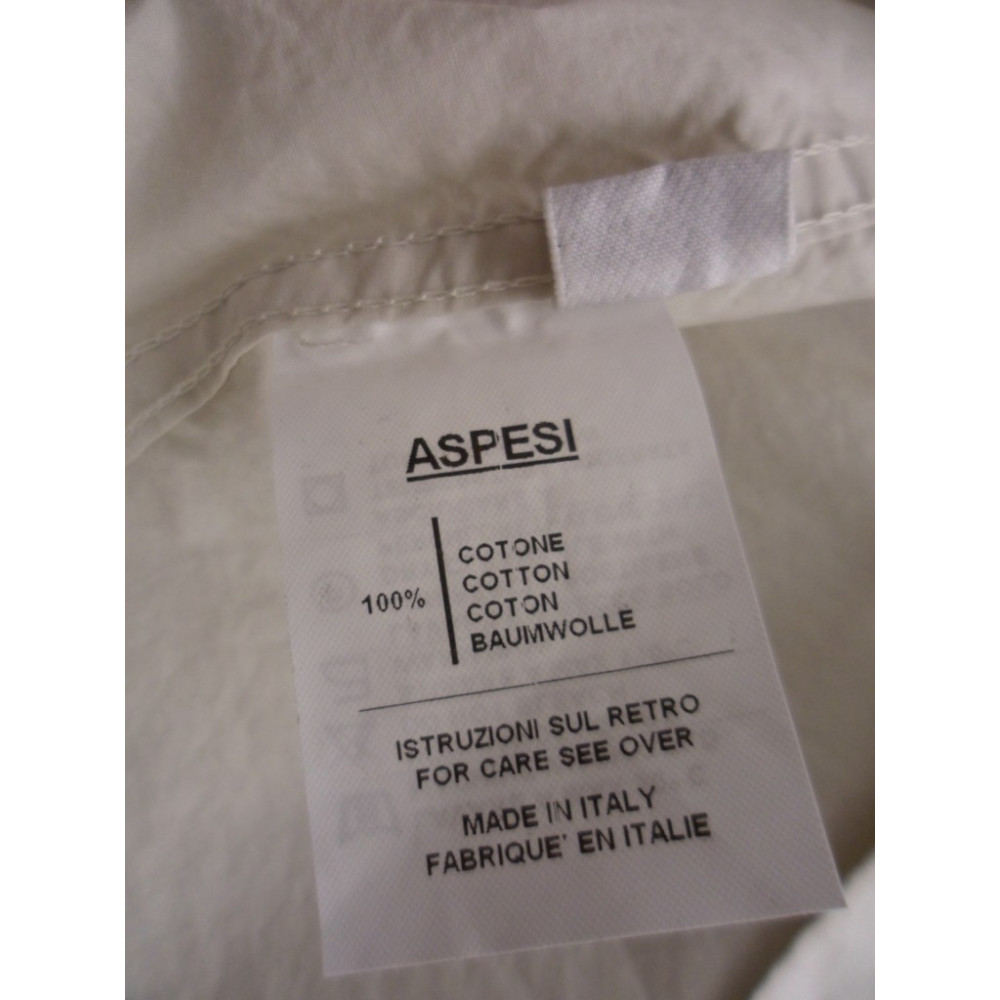 ASPESI
100%
COTONE
COTTON
COTON
BAUMWOLLE
ISTRUZIONI SUL RETRO
FOR CARE SEE OVER
MADE IN ITALY
FABRIQUE' EN ITALIE